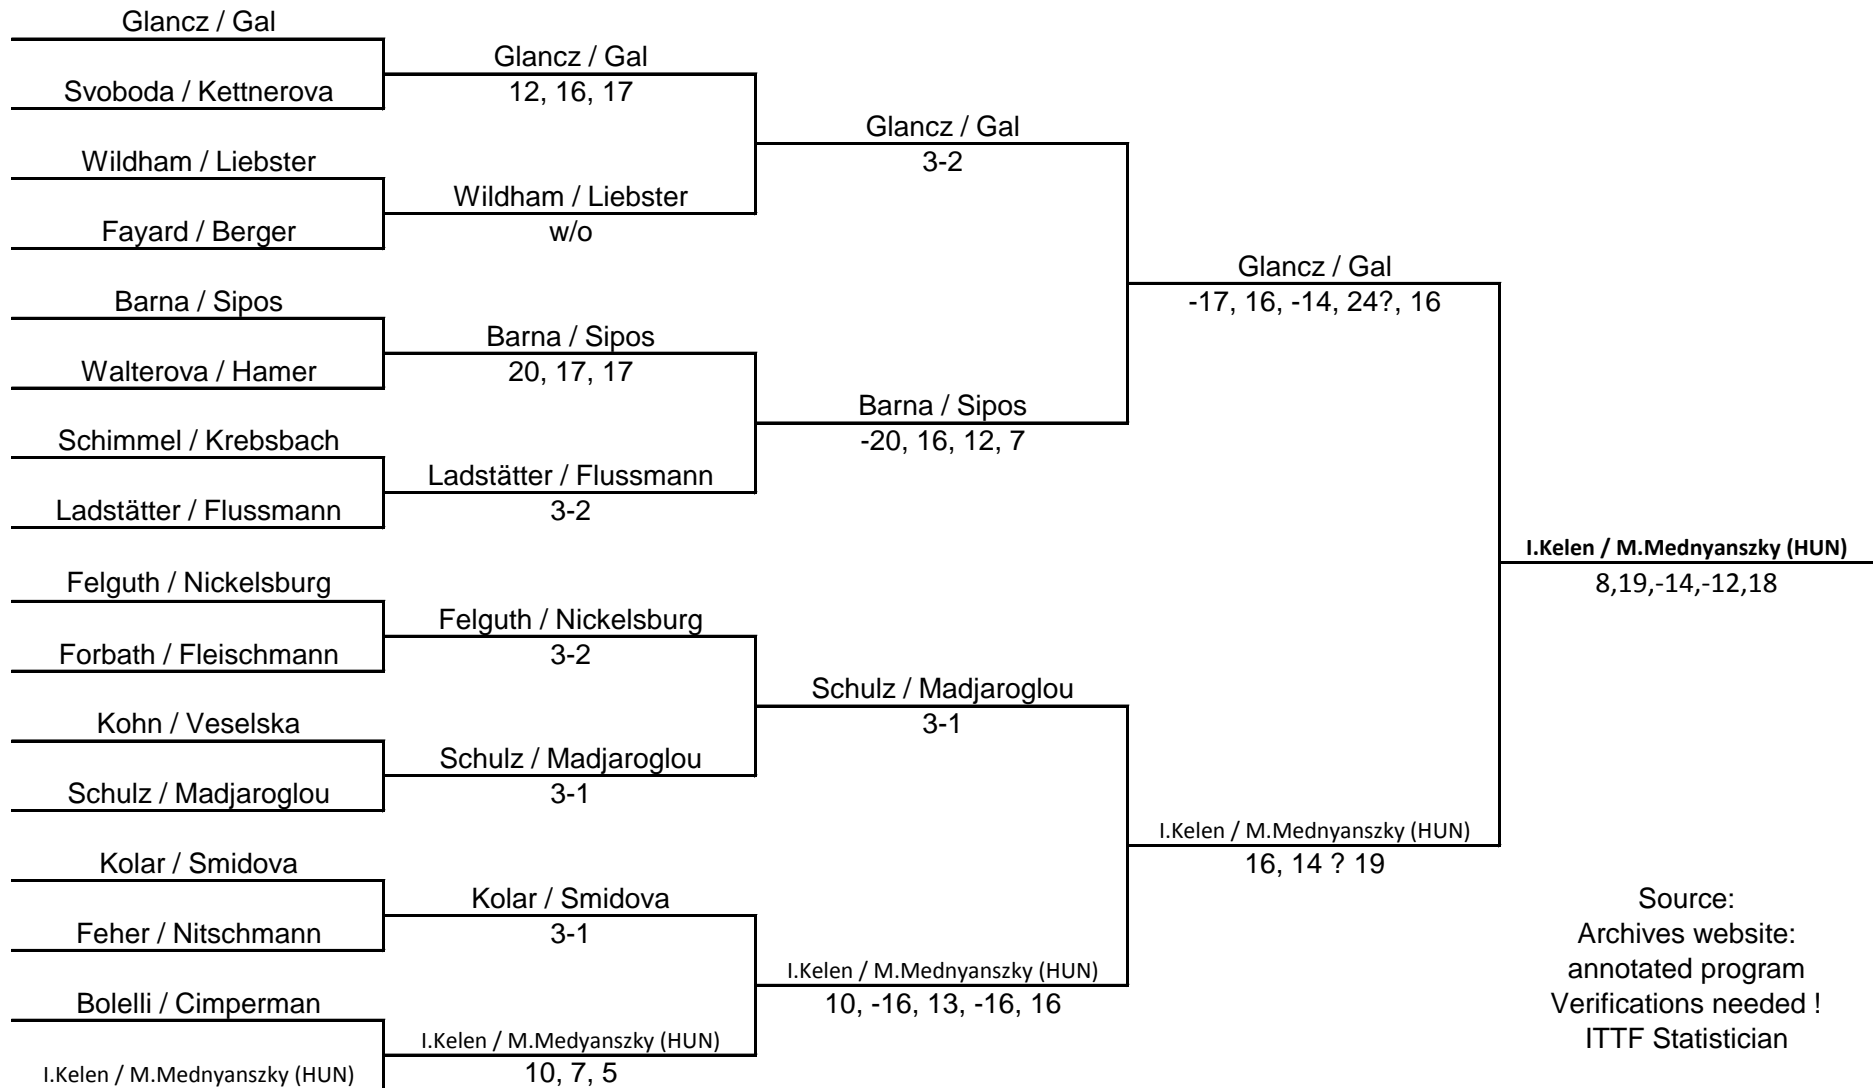 Glancz / Gal
Svoboda / Kettnerova
Wildham / Liebster
Fayard / Berger
Barna / Sipos
Walterova / Hamer
Schimmel / Krebsbach
Ladstätter / Flussmann
Felguth / Nickelsburg
Forbath / Fleischmann
Kohn / Veselska
Schulz / Madjaroglou
Kolar / Smidova
Feher / Nitschmann
Bolelli / Cimperman
I.Kelen / M.Mednyanszky (HUN)
Glancz / Gal
12, 16, 17
Wildham / Liebster
w/o
Barna / Sipos
20, 17, 17
Ladstätter / Flussmann
3-2
Felguth / Nickelsburg
3-2
Schulz / Madjaroglou
3-1
Kolar / Smidova
3-1
I.Kelen / M.Medyanszky (HUN)
10, 7, 5
Glancz / Gal
3-2
Barna / Sipos
-20, 16, 12, 7
Schulz / Madjaroglou
3-1
I.Kelen / M.Mednyanszky (HUN)
10, -16, 13, -16, 16
Glancz / Gal
-17, 16, -14, 24?, 16
I.Kelen / M.Mednyanszky (HUN)
16, 14 ? 19
I.Kelen / M.Mednyanszky (HUN)
8,19,-14,-12,18
Source:
Archives website:
annotated program
Verifications needed !
ITTF Statistician